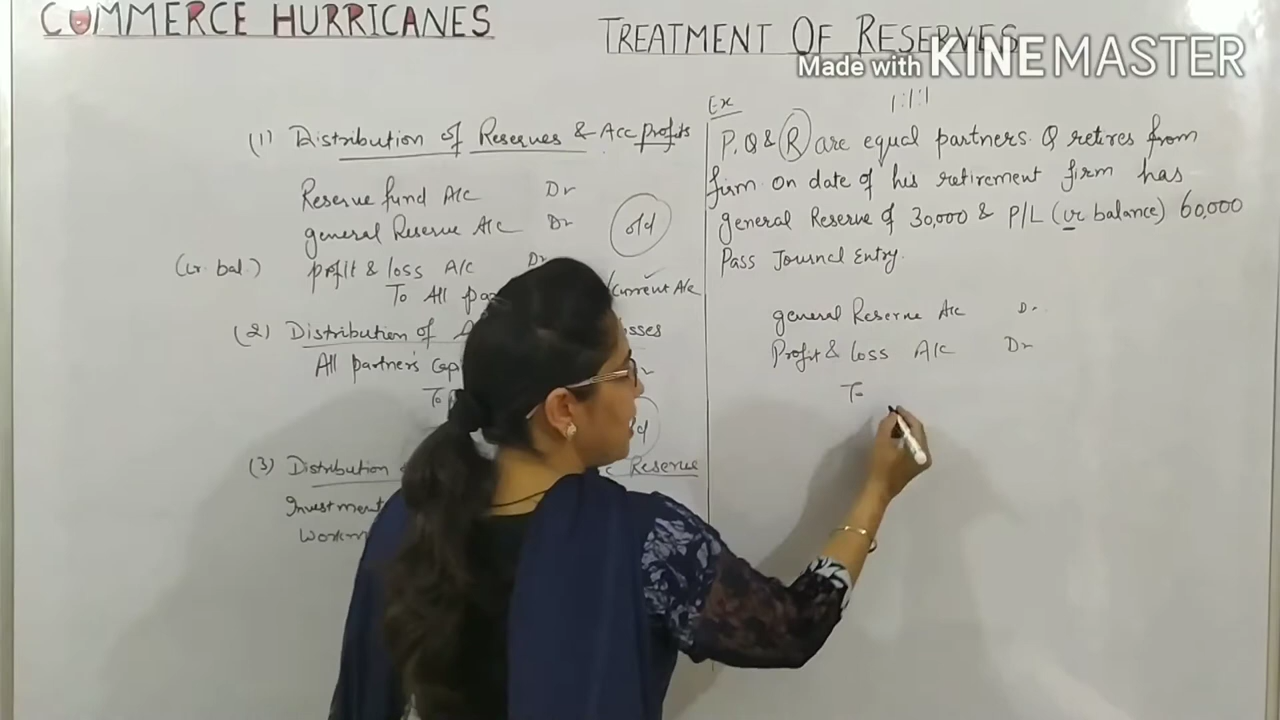 COMMERCE HURRICANES
TREATMENT OF RESERVES
Made with KINEMASTER
(1) Distribution of Reserves & Acc profits
Reserve fund A/c Dr
general Reserve A/c Dr
old
(cr. bal.) profit & loss A/c Dr
To All /current A/c
(2) Distribution of
All partner's Cap
To
(3) Distribution Reserve
Investment
Ex 1:1:1
P, Q & R are equal partners. Q retires from
firm. On date of his retirement firm has
general Reserve of 30,000 & P/L (cr balance) 60,000
Pass Journal Entry.
general Reserve A/c Dr
Profit & loss A/c Dr
To